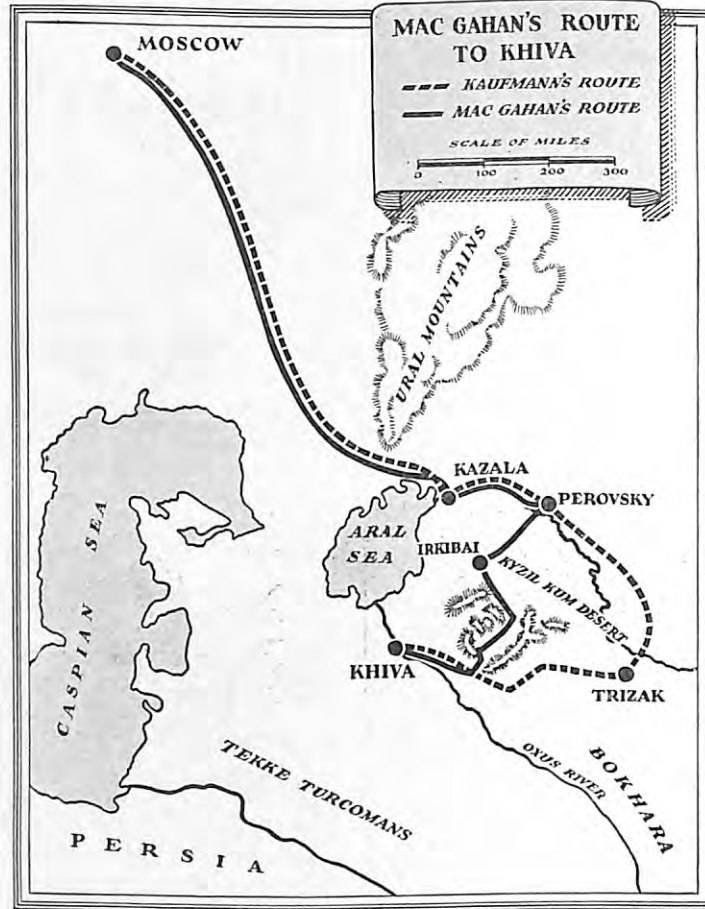 MAC GAHAN'S ROUTE
TO KHIVA
KAUFMANN'S ROUTE
MAC GAHAN'S ROUTE
SCALE OF MILES
0 100 200 300
MOSCOW
URAL MOUNTAINS
KAZALA
PEROVSKY
ARAL
SEA
IRKIBAI
KYZIL KUM DESERT
CASPIAN SEA
KHIVA
TRIZAK
OXUS RIVER
BOKHARA
TEKKE TURCOMANS
PERSIA